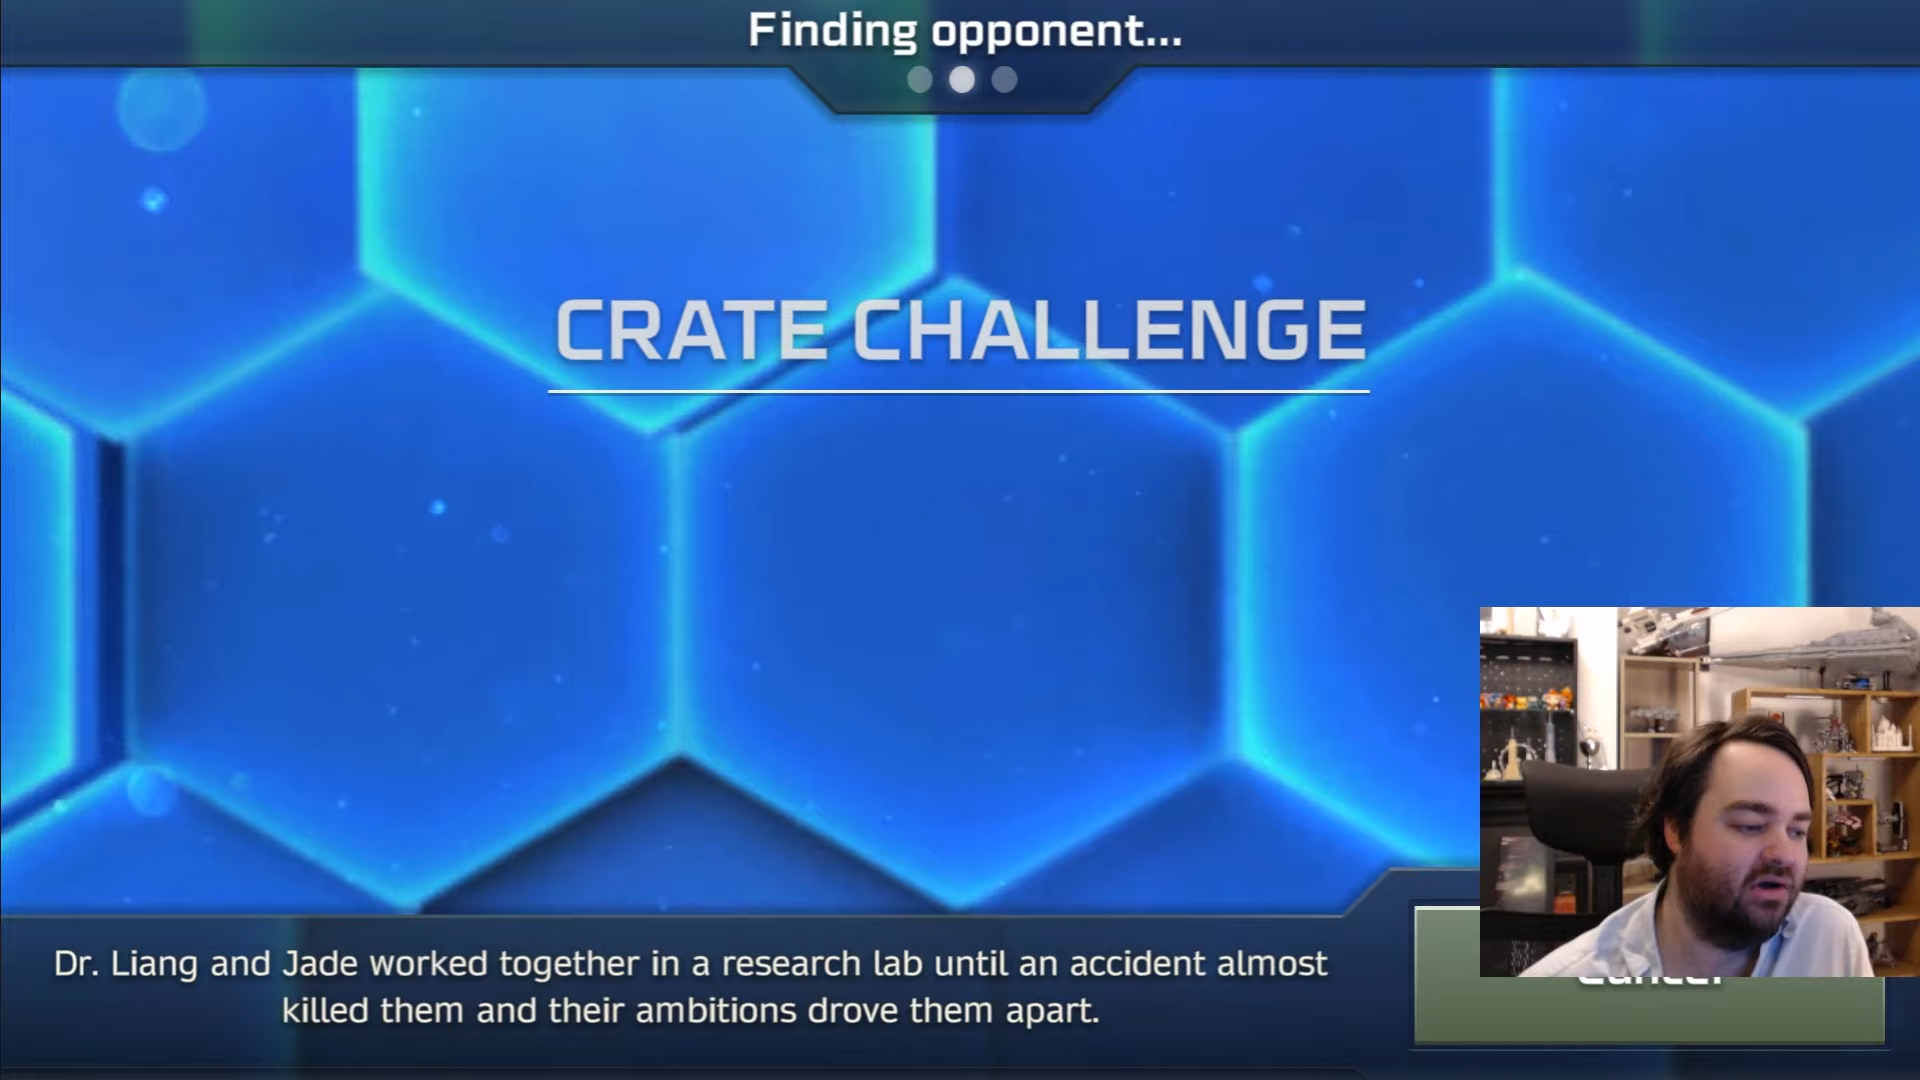 Finding opponent...
CRATE CHALLENGE
Dr. Liang and Jade worked together in a research lab until an accident almost
killed them and their ambitions drove them apart.